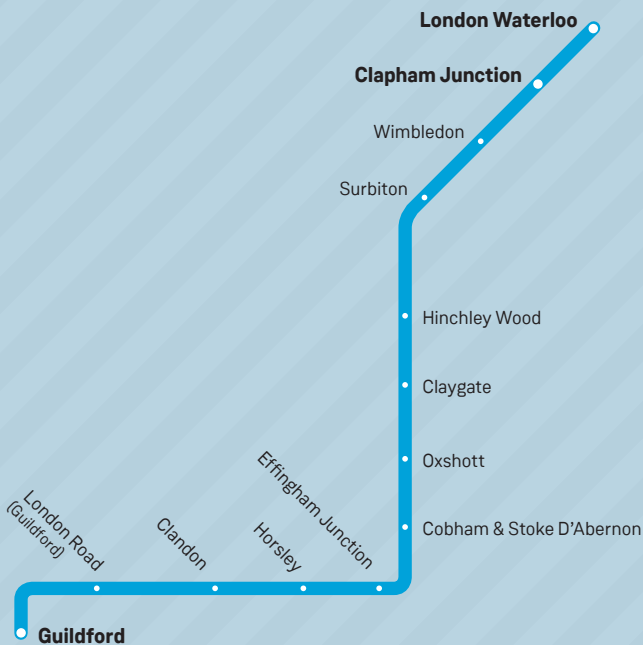 London Waterloo
Clapham Junction
Wimbledon
Surbiton
Hinchley Wood
Claygate
Oxshott
Cobham & Stoke D’Abernon
Effingham Junction
Horsley
Clandon
London Road
(Guildford)
Guildford